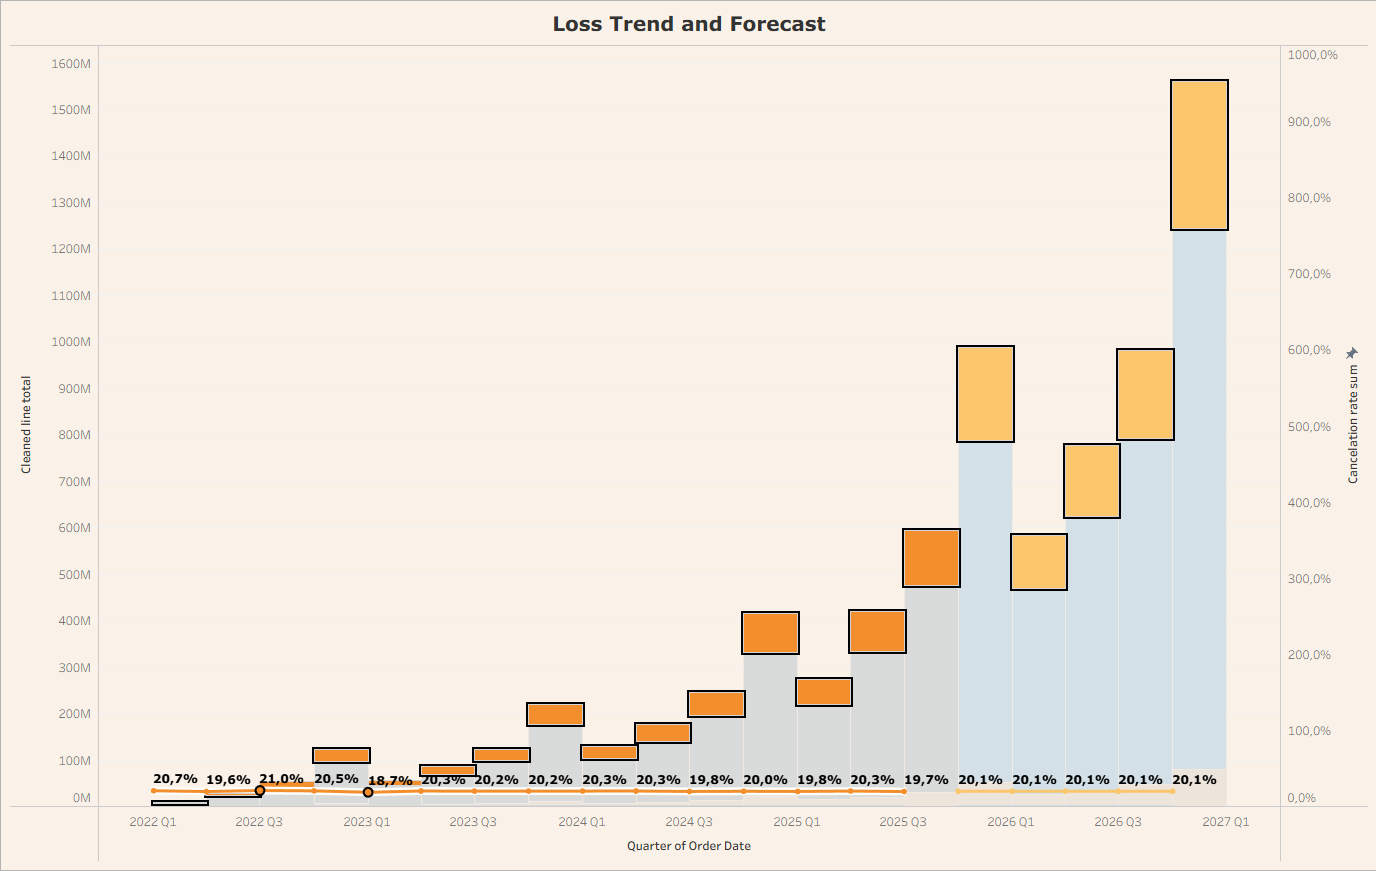 Loss Trend and Forecast
1600M
1500M
1400M
1300M
1200M
1100M
1000M
900M
800M
700M
600M
500M
400M
300M
200M
100M
0M
Cleaned line total
1000,0%
900,0%
800,0%
700,0%
600,0%
500,0%
400,0%
300,0%
200,0%
100,0%
0,0%
Cancelation rate sum
20,7% 19,6% 21,0% 20,5% 18,7% 20,3% 20,2% 20,2% 20,3% 20,3% 19,8% 20,0% 19,8% 20,3% 19,7% 20,1% 20,1% 20,1% 20,1% 20,1%
2022 Q1 2022 Q3 2023 Q1 2023 Q3 2024 Q1 2024 Q3 2025 Q1 2025 Q3 2026 Q1 2026 Q3 2027 Q1
Quarter of Order Date